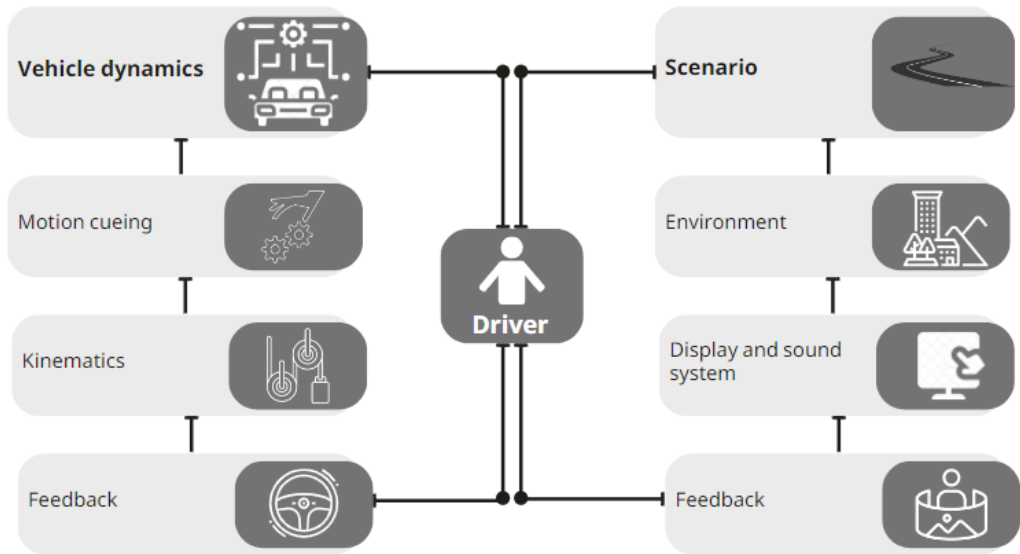 Vehicle dynamics
Motion cueing
Kinematics
Feedback
Driver
Scenario
Environment
Display and sound
system
Feedback